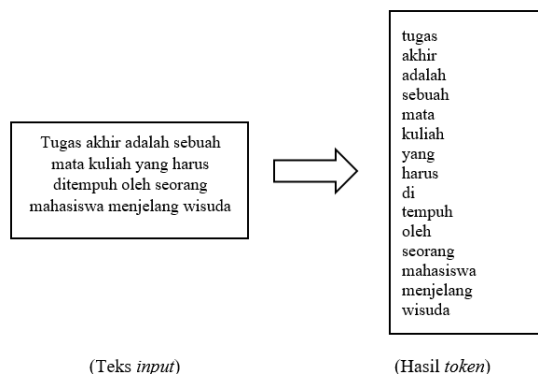 Tugas akhir adalah sebuah
mata kuliah yang harus
ditempuh oleh seorang
mahasiswa menjelang wisuda
(Teks input)
tugas
akhir
adalah
sebuah
mata
kuliah
yang
harus
di
tempuh
oleh
seorang
mahasiswa
menjelang
wisuda
(Hasil token)